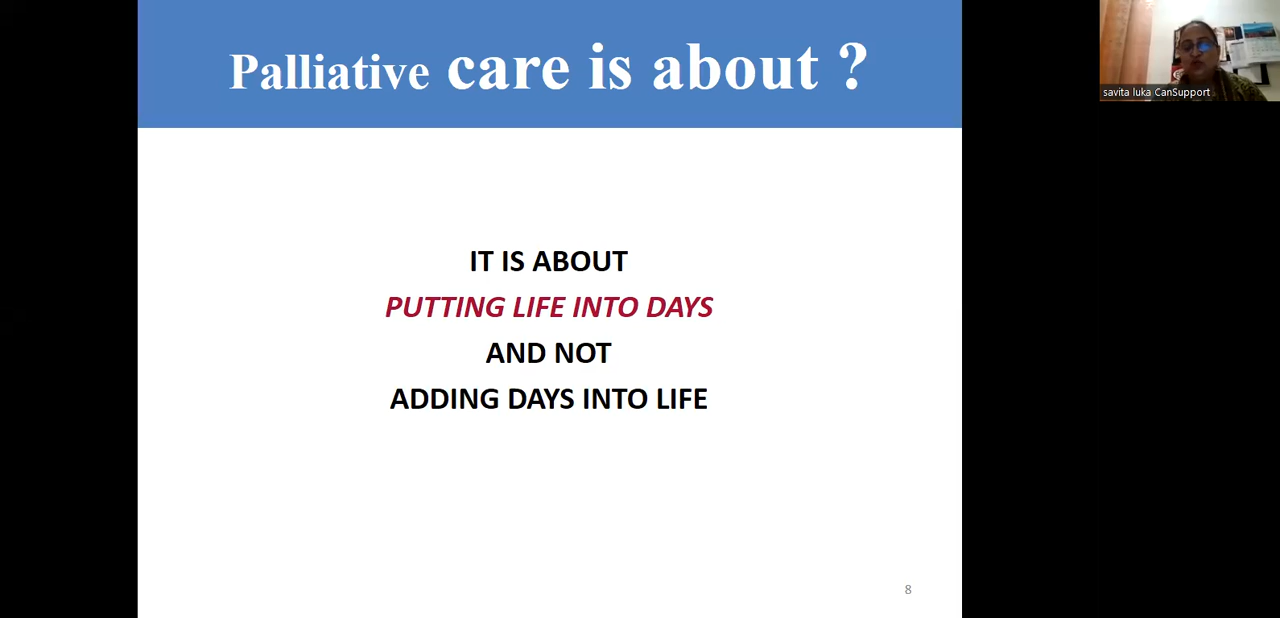 Palliative care is about ?
savita luka CanSupport
IT IS ABOUT
PUTTING LIFE INTO DAYS
AND NOT
ADDING DAYS INTO LIFE
8